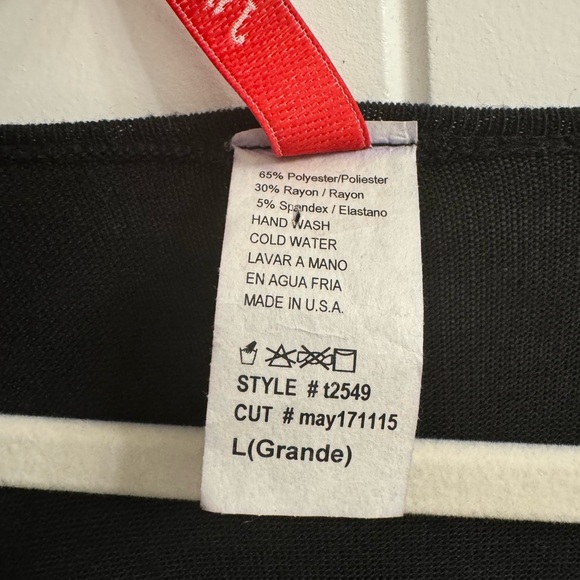 65% Polyester/Poliester
30% Rayon / Rayon
5% Spandex / Elastano
HAND WASH
COLD WATER
LAVAR A MANO
EN AGUA FRIA
MADE IN U.S.A.
STYLE # t2549
CUT # may171115
L(Grande)